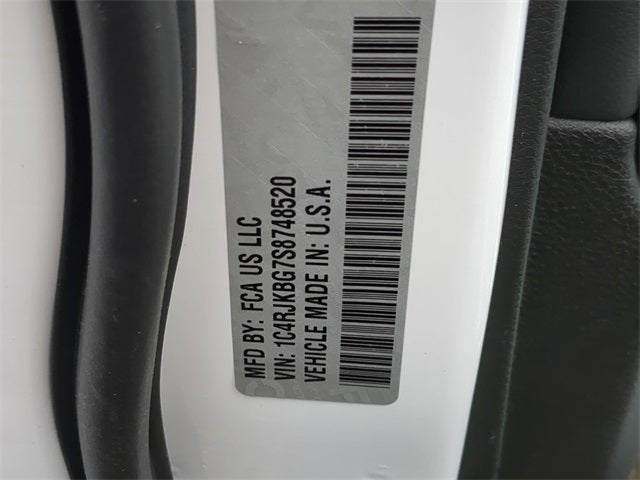 MFD BY: FCA US LLC
VIN: 1C4RJKBG7S8748520
VEHICLE MADE IN: U.S.A.